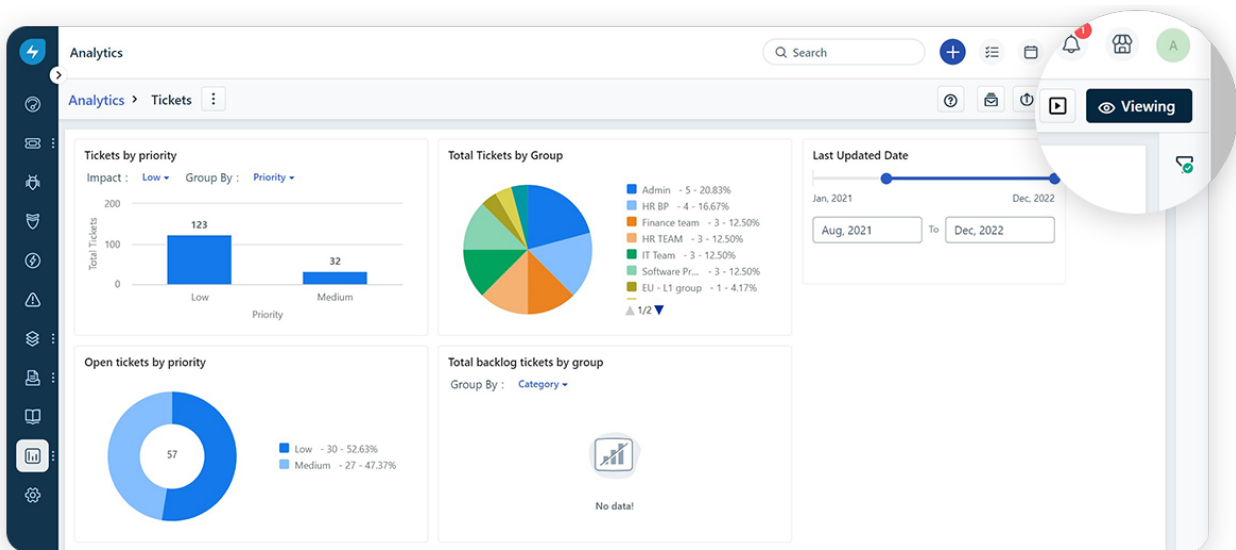 Analytics
Search
1
A
Analytics > Tickets
Viewing
Tickets by priority
Impact : Low Group By : Priority
200
100
0
Total Tickets
123
32
Low Medium
Priority
Total Tickets by Group
Admin - 5 - 20.83%
HR BP - 4 - 16.67%
Finance team - 3 - 12.50%
HR TEAM - 3 - 12.50%
IT Team - 3 - 12.50%
Software Pr... - 3 - 12.50%
EU - L1 group - 1 - 4.17%
1/2
Last Updated Date
Jan, 2021 Dec, 2022
Aug, 2021 To Dec, 2022
Open tickets by priority
57
Low - 30 - 52.63%
Medium - 27 - 47.37%
Total backlog tickets by group
Group By : Category
No data!